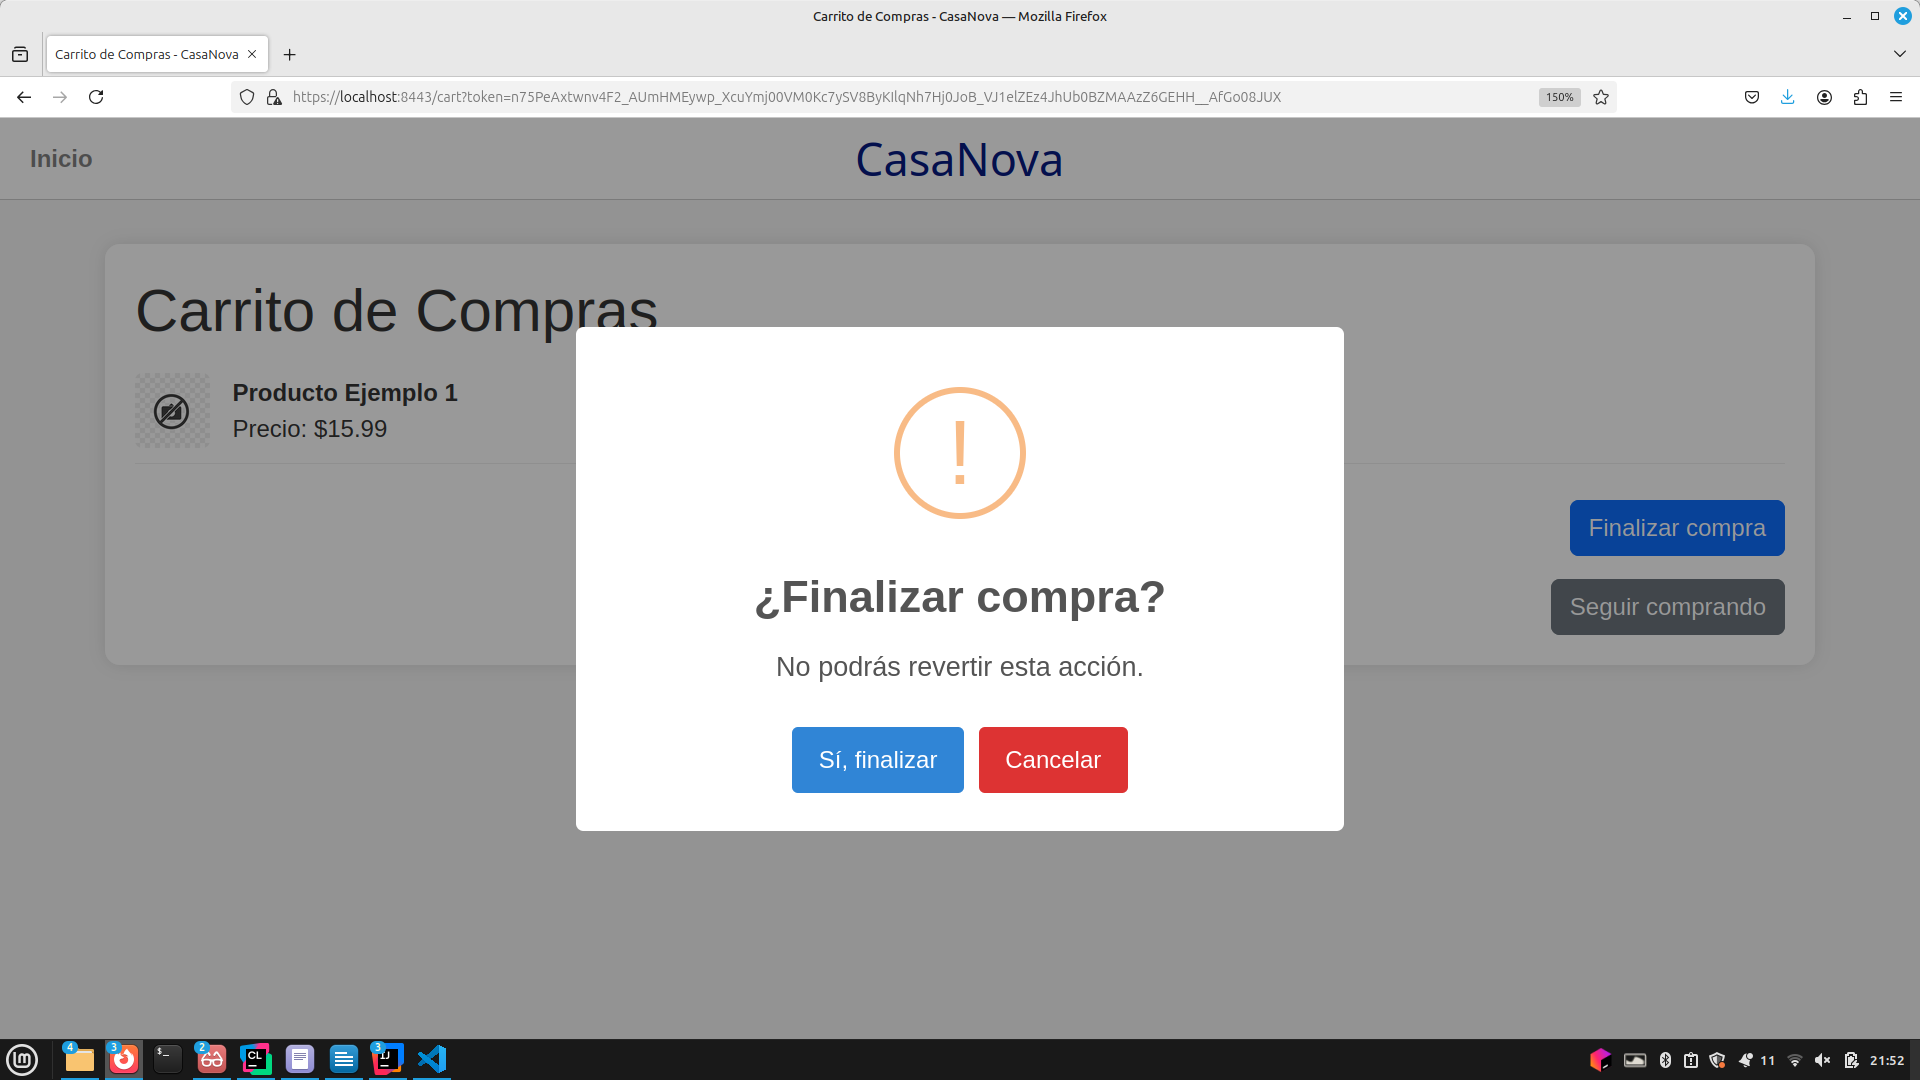 Carrito de Compras - CasaNova — Mozilla Firefox
Carrito de Compras - CasaNova
https://localhost:8443/cart?token=n75PeAxtwnv4F2_AUmHMEywp_XcuYmj00VM0Kc7ySV8ByKIlqNh7Hj0JoB_VJ1elZEz4JhUb0BZMAAzZ6GEHH__AfGo08JUX
150%
Inicio
CasaNova
Carrito de Compras
Producto Ejemplo 1
Precio: $15.99
Finalizar compra
Seguir comprando
!
¿Finalizar compra?
No podrás revertir esta acción.
Sí, finalizar
Cancelar
4
3
$_
2
CL
3
IJ
11
21:52